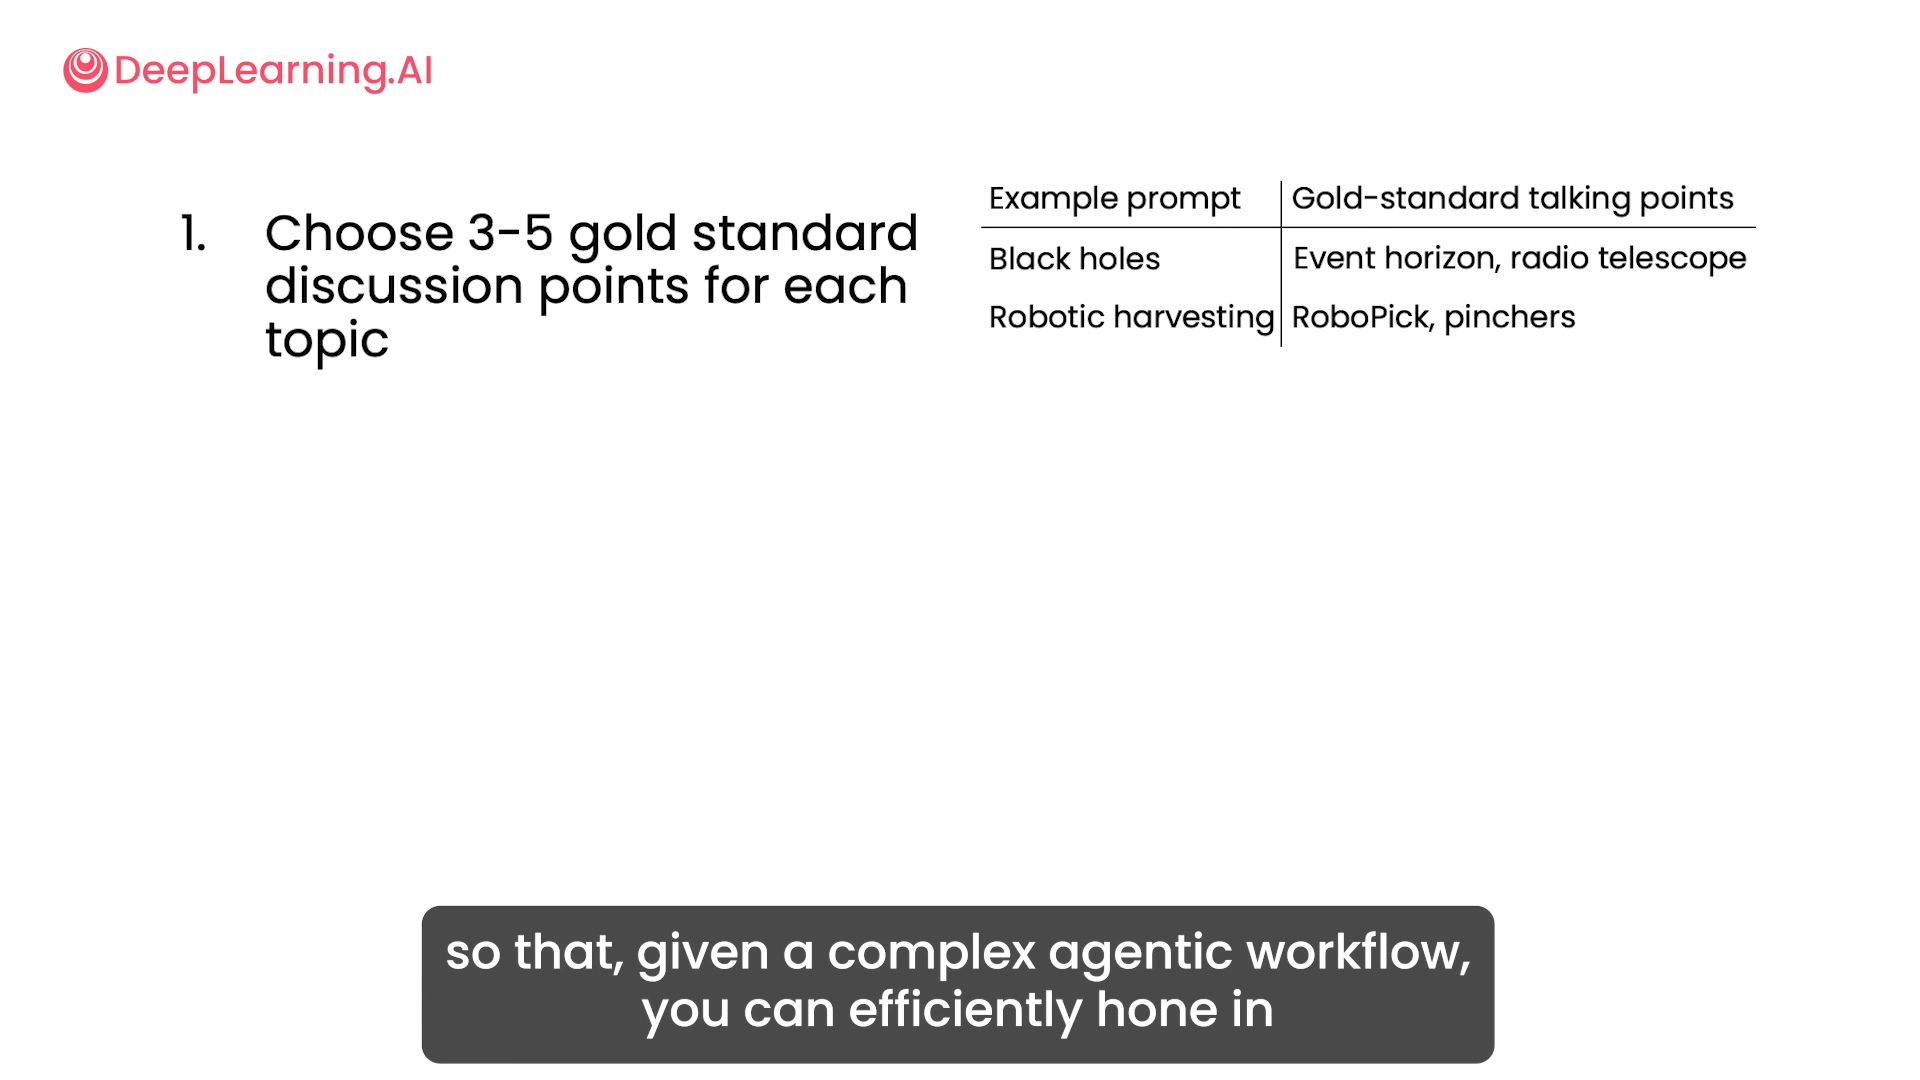 DeepLearning.AI
1. Choose 3-5 gold standard
discussion points for each
topic
Example prompt Gold-standard talking points
Black holes Event horizon, radio telescope
Robotic harvesting RoboPick, pinchers
so that, given a complex agentic workflow,
you can efficiently hone in